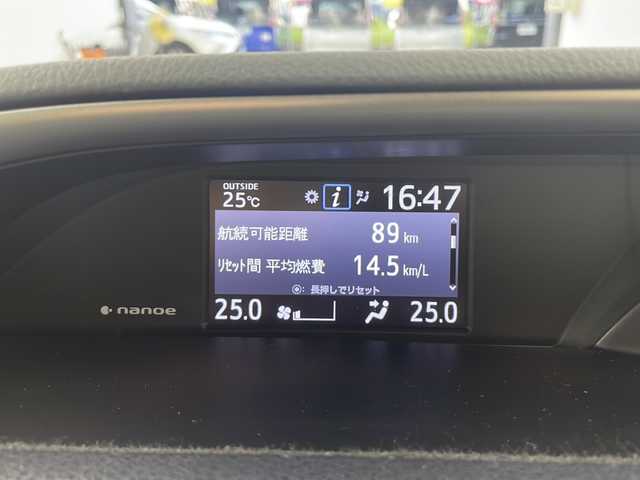 OUTSIDE
25℃ i 16:47
航続可能距離 89 km
ﾘｾｯﾄ間 平均燃費 14.5 km/L
◉: 長押しでリセット
25.0 25.0
nanoe